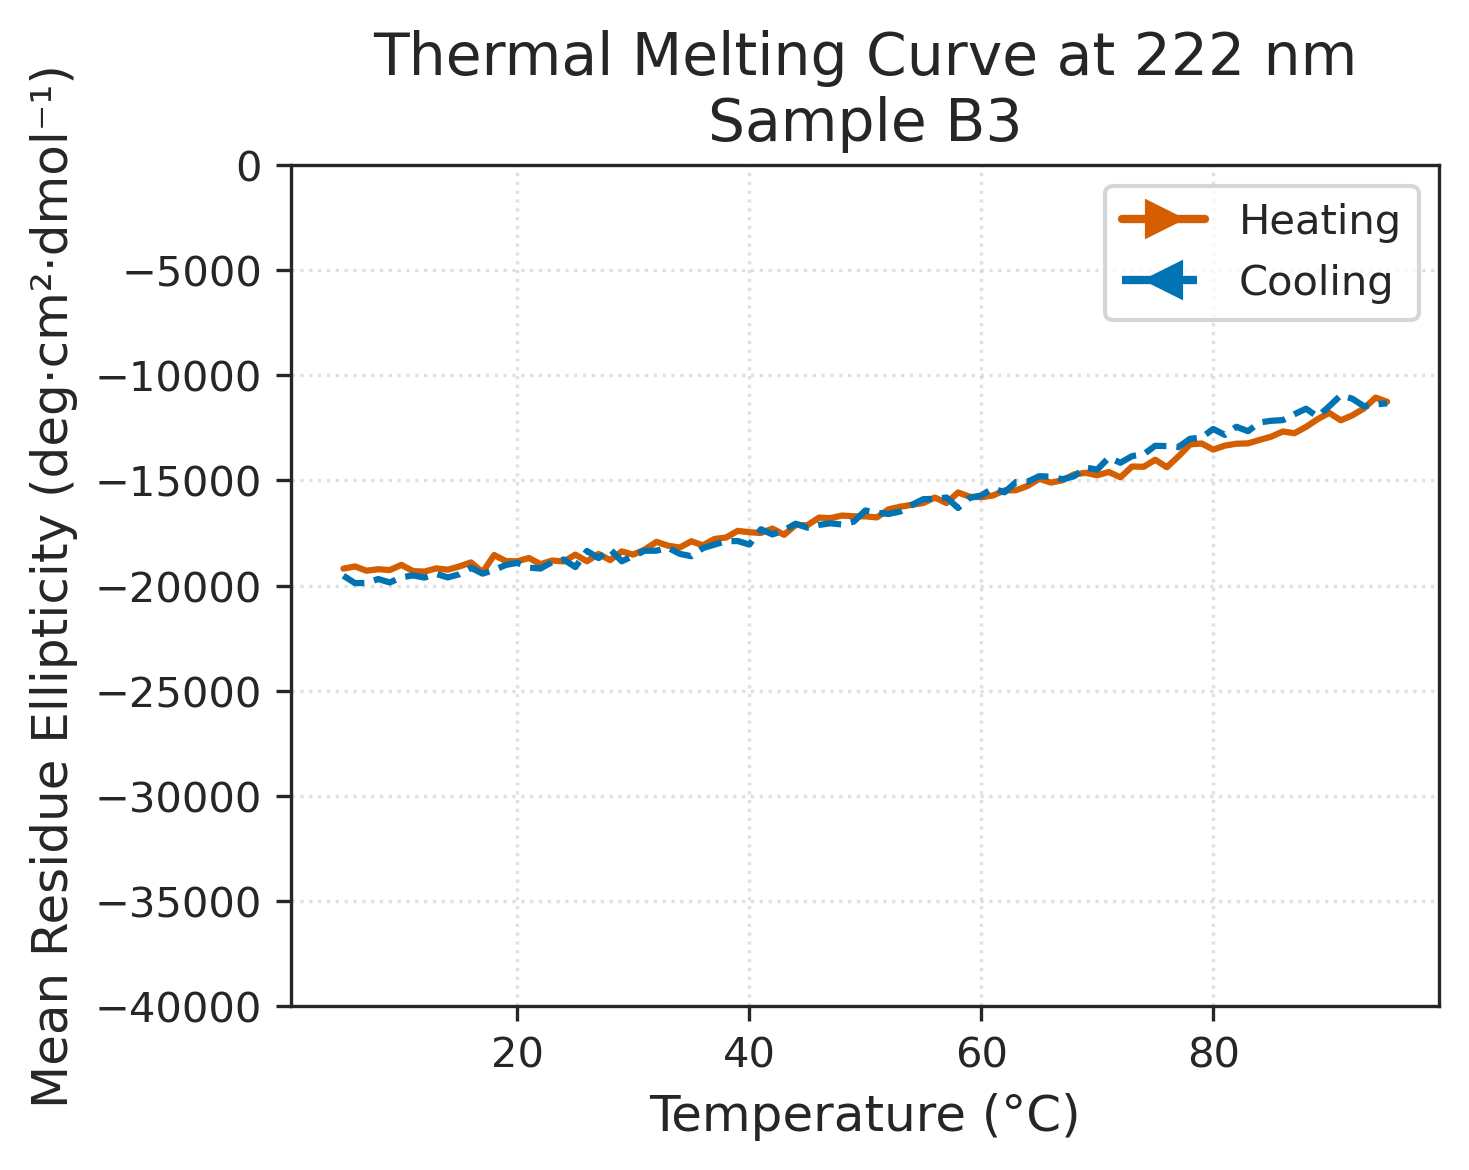 Thermal Melting Curve at 222 nm
Sample B3
Mean Residue Ellipticity (deg·cm²·dmol⁻¹)
0
−5000
−10000
−15000
−20000
−25000
−30000
−35000
−40000
Heating
Cooling
20
40
60
80
Temperature (°C)